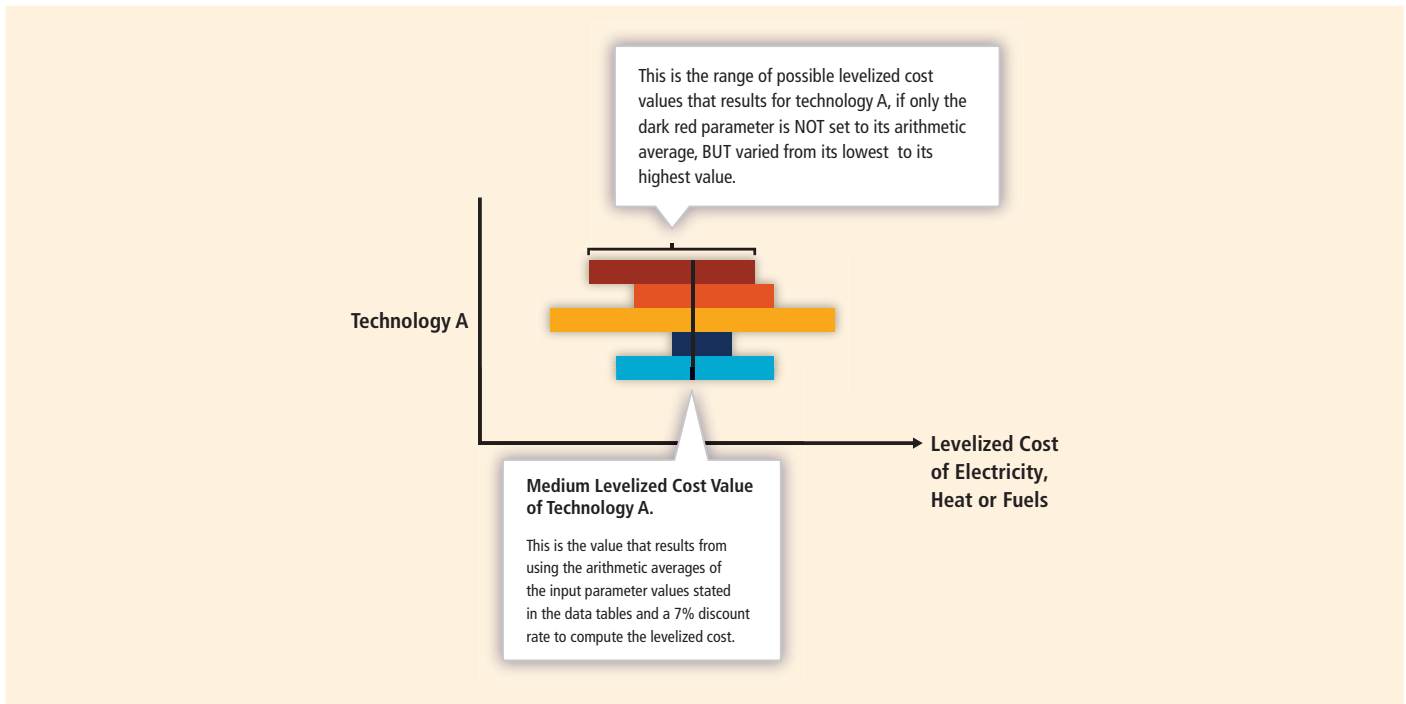 This is the range of possible levelized cost
values that results for technology A, if only the
dark red parameter is NOT set to its arithmetic
average, BUT varied from its lowest to its
highest value.
Technology A
Levelized Cost
of Electricity,
Heat or Fuels
Medium Levelized Cost Value
of Technology A.
This is the value that results from
using the arithmetic averages of
the input parameter values stated
in the data tables and a 7% discount
rate to compute the levelized cost.